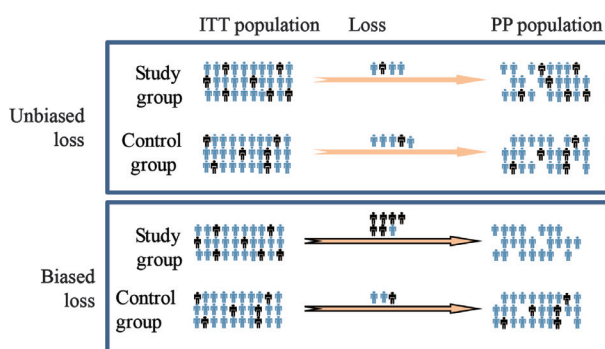 ITT population Loss PP population
Study
group
Unbiased
loss
Control
group
Study
group
Biased
loss
Control
group